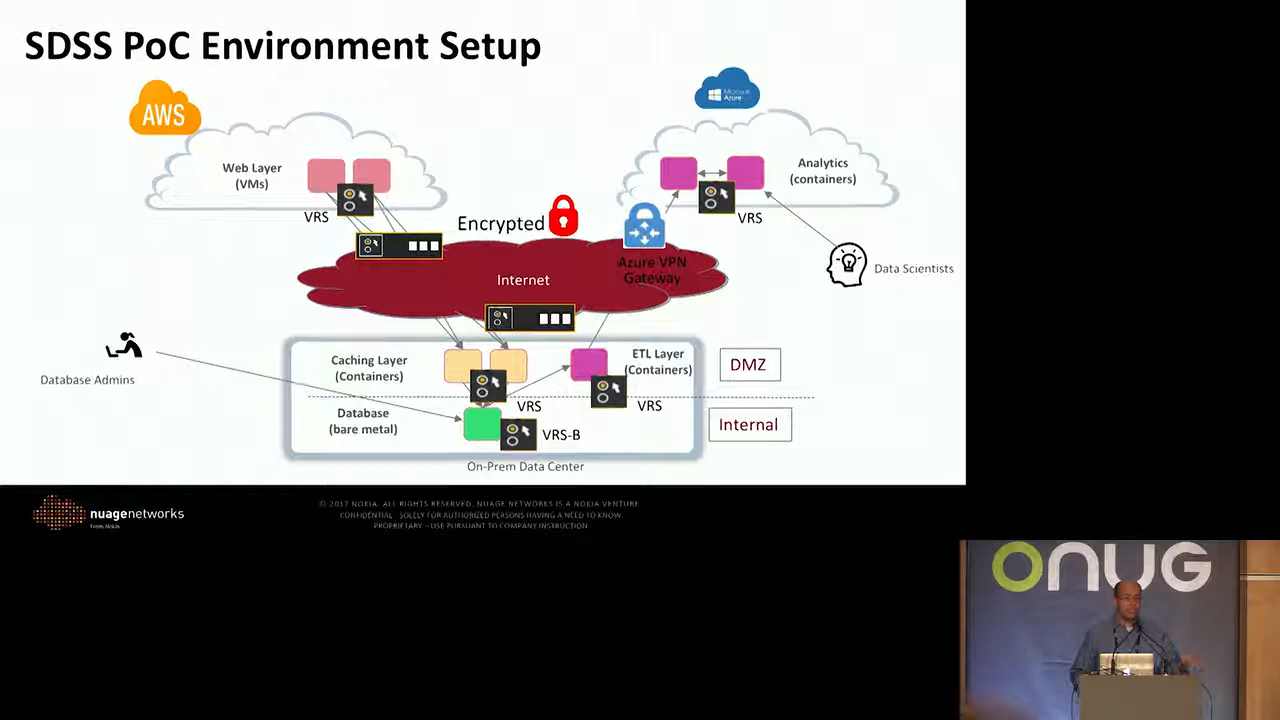 SDSS PoC Environment Setup
AWS
Microsoft
Azure
Web Layer
(VMs)
VRS
Analytics
(containers)
VRS
Encrypted
Azure VPN
Gateway
Internet
Data Scientists
Database Admins
Caching Layer
(Containers)
ETL Layer
(Containers)
DMZ
VRS
VRS
Database
(bare metal)
VRS-B
Internal
On-Prem Data Center
nuagenetworks
From Nokia
© 2017 NOKIA. ALL RIGHTS RESERVED. NUAGE NETWORKS IS A NOKIA VENTURE
CONFIDENTIAL SOLELY FOR AUTHORIZED PERSONS HAVING A NEED TO KNOW
PROPRIETARY – USE PURSUANT TO COMPANY INSTRUCTION
ONUG